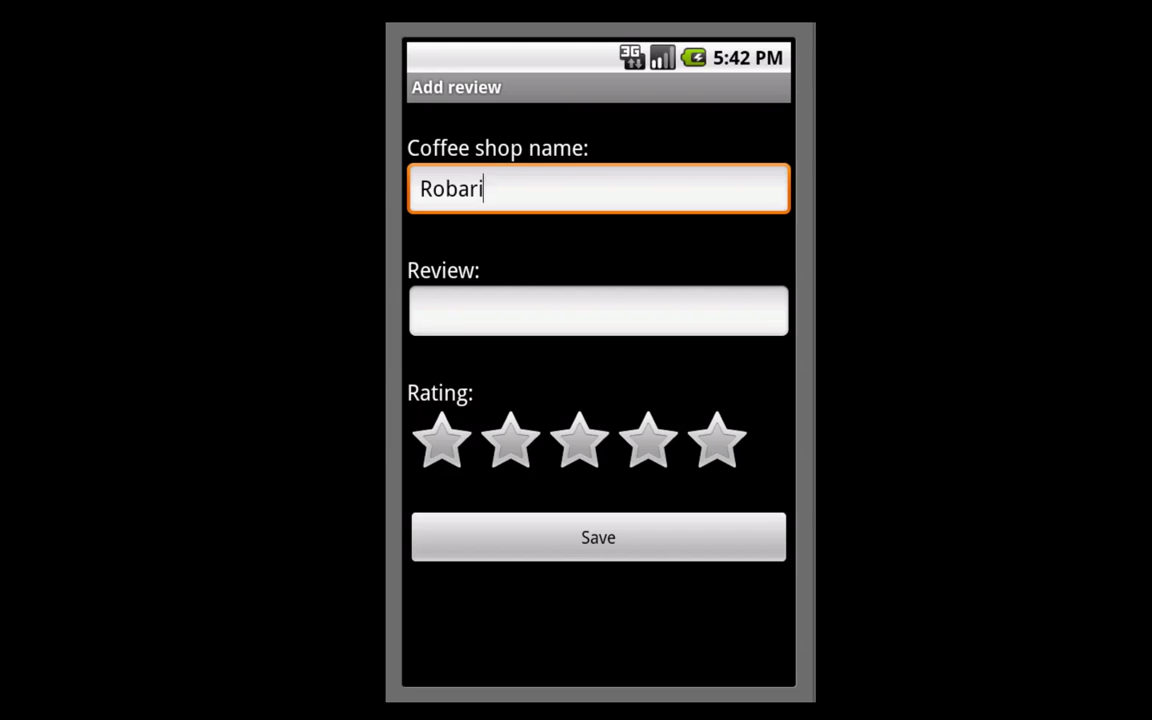 3G 5:42 PM
Add review
Coffee shop name:
Robari
Review:
Rating:
Save